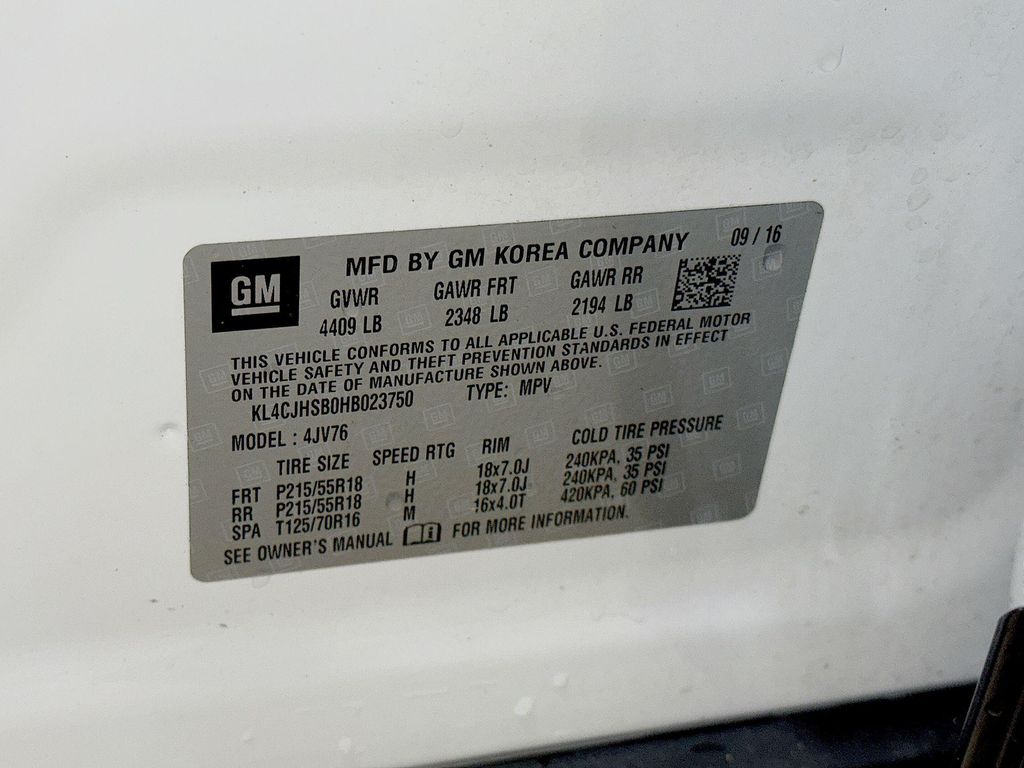 GM
MFD BY GM KOREA COMPANY 09 / 16
GVWR GAWR FRT GAWR RR
4409 LB 2348 LB 2194 LB
THIS VEHICLE CONFORMS TO ALL APPLICABLE U.S. FEDERAL MOTOR
VEHICLE SAFETY AND THEFT PREVENTION STANDARDS IN EFFECT
ON THE DATE OF MANUFACTURE SHOWN ABOVE.
KL4CJHSB0HB023750 TYPE: MPV
MODEL : 4JV76
TIRE SIZE SPEED RTG RIM COLD TIRE PRESSURE
FRT P215/55R18 H 18x7.0J 240KPA, 35 PSI
RR P215/55R18 H 18x7.0J 240KPA, 35 PSI
SPA T125/70R16 M 16x4.0T 420KPA, 60 PSI
SEE OWNER'S MANUAL FOR MORE INFORMATION.